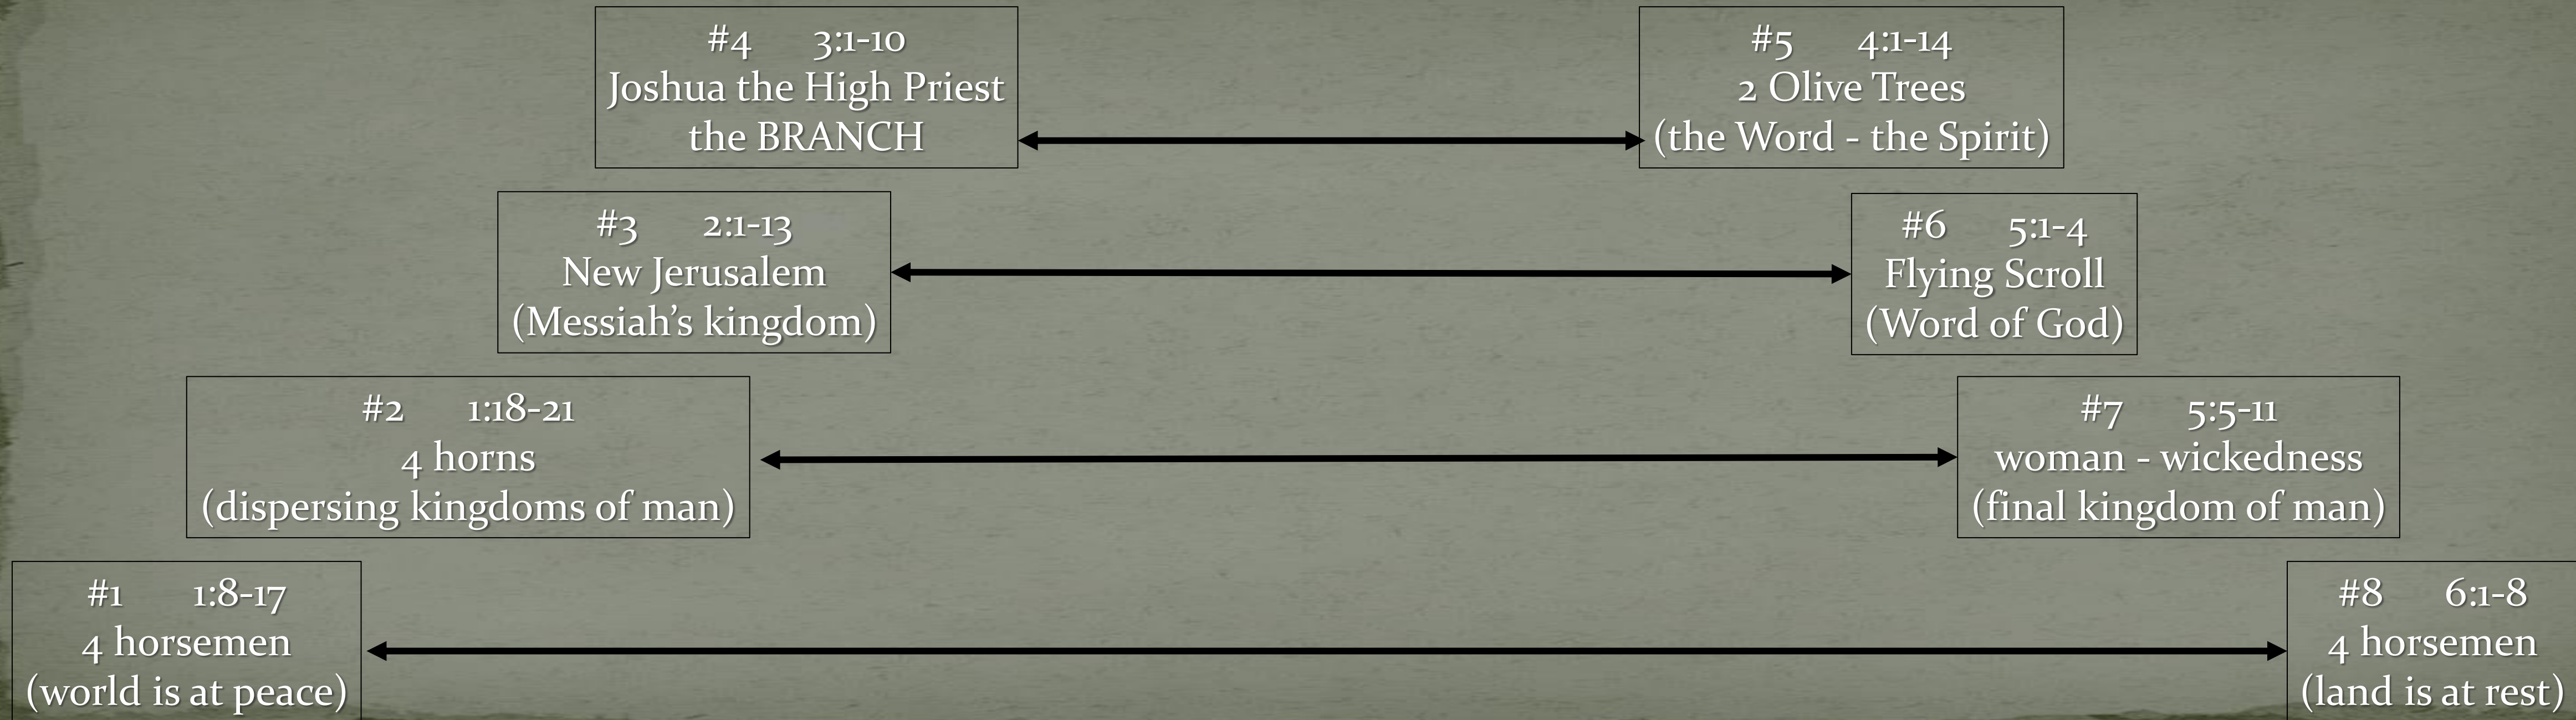 #4 3:1-10
Joshua the High Priest
the BRANCH
#5 4:1-14
2 Olive Trees
(the Word - the Spirit)
#3 2:1-13
New Jerusalem
(Messiah’s kingdom)
#6 5:1-4
Flying Scroll
(Word of God)
#2 1:18-21
4 horns
(dispersing kingdoms of man)
#7 5:5-11
woman - wickedness
(final kingdom of man)
#1 1:8-17
4 horsemen
(world is at peace)
#8 6:1-8
4 horsemen
(land is at rest)